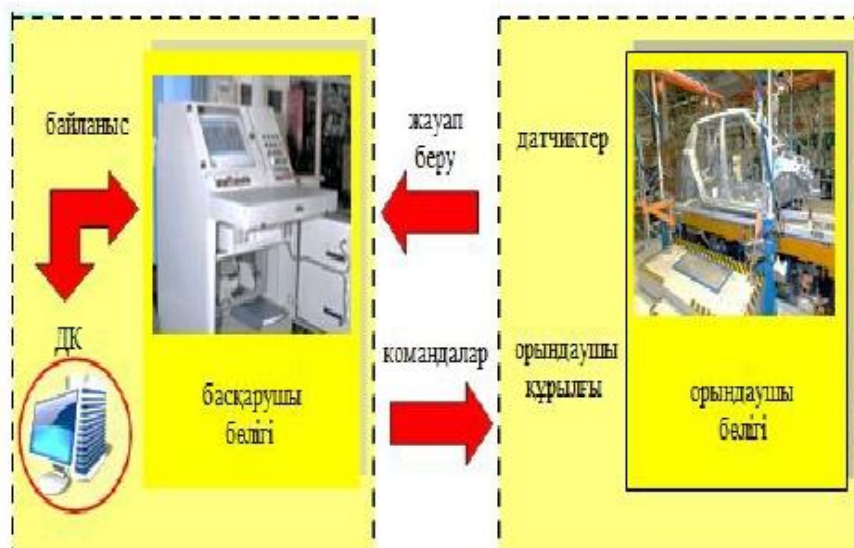 байланыс
ДК
басқарушы
бөлігі
жауап
беру
командалар
датчиктер
орындаушы
құрылғы
орындаушы
бөлігі